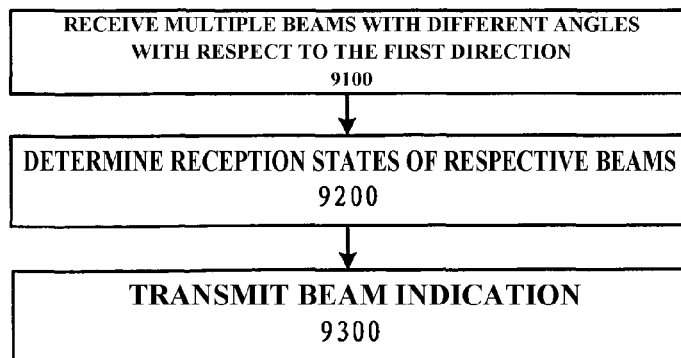 RECEIVE MULTIPLE BEAMS WITH DIFFERENT ANGLES
WITH RESPECT TO THE FIRST DIRECTION
9100
DETERMINE RECEPTION STATES OF RESPECTIVE BEAMS
9200
TRANSMIT BEAM INDICATION
9300